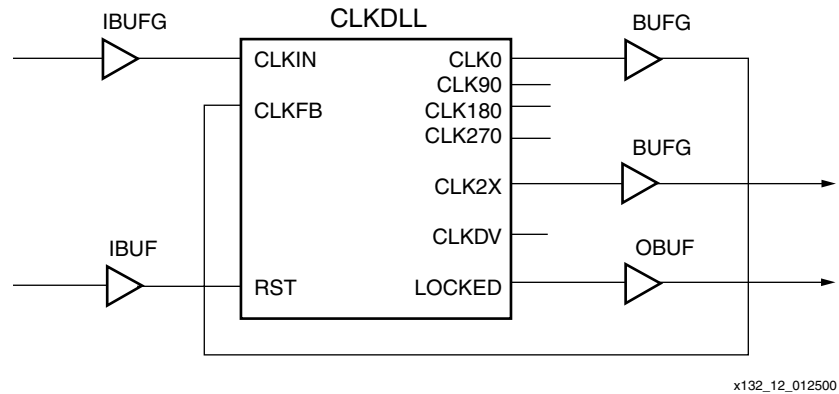 IBUFG
CLKDLL
BUFG
CLKIN
CLK0
CLK90
CLKFB
CLK180
CLK270
BUFG
CLK2X
IBUF
CLKDV
OBUF
RST
LOCKED
x132_12_012500